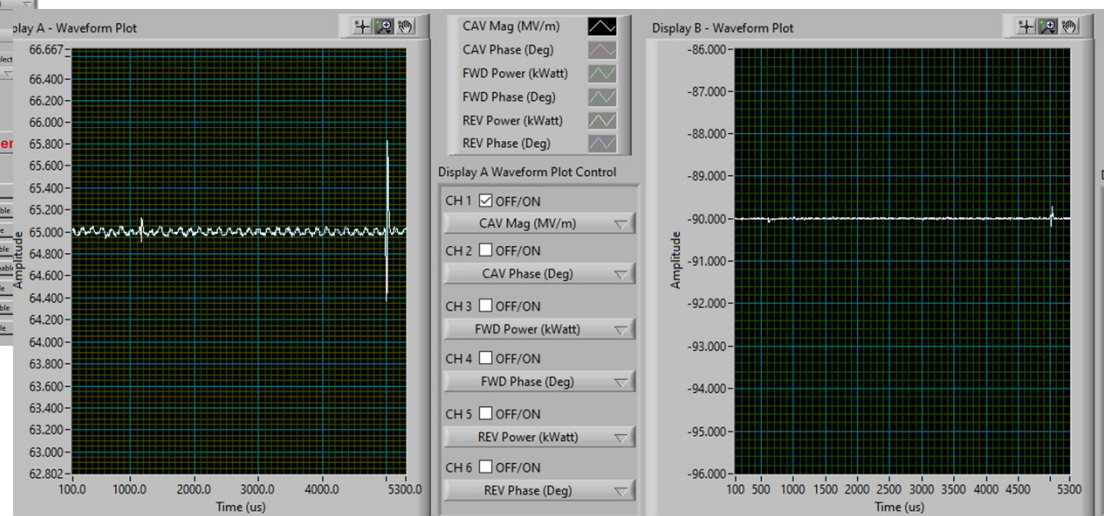 play A - Waveform Plot
66.667
66.400
66.200
66.000
65.800
65.600
65.400
65.200
65.000
64.800
64.600
64.400
64.200
64.000
63.800
63.600
63.400
63.200
63.000
62.802
Amplitude
100.0 1000.0 2000.0 3000.0 4000.0 5300.0
Time (us)
CAV Mag (MV/m)
CAV Phase (Deg)
FWD Power (kWatt)
FWD Phase (Deg)
REV Power (kWatt)
REV Phase (Deg)
Display A Waveform Plot Control
CH 1 OFF/ON
CAV Mag (MV/m)
CH 2 OFF/ON
CAV Phase (Deg)
CH 3 OFF/ON
FWD Power (kWatt)
CH 4 OFF/ON
FWD Phase (Deg)
CH 5 OFF/ON
REV Power (kWatt)
CH 6 OFF/ON
REV Phase (Deg)
Display B - Waveform Plot
-86.000
-87.000
-88.000
-89.000
-90.000
-91.000
-92.000
-93.000
-94.000
-95.000
-96.000
Amplitude
100 500 1000 1500 2000 2500 3000 3500 4000 4500 5300
Time (us)